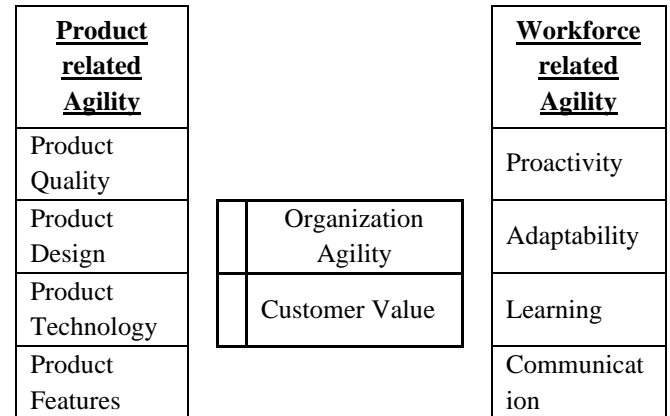 Product
related
Agility
Product
Quality
Product
Design
Product
Technology
Product
Features
Organization
Agility
Customer Value
Workforce
related
Agility
Proactivity
Adaptability
Learning
Communicat
ion